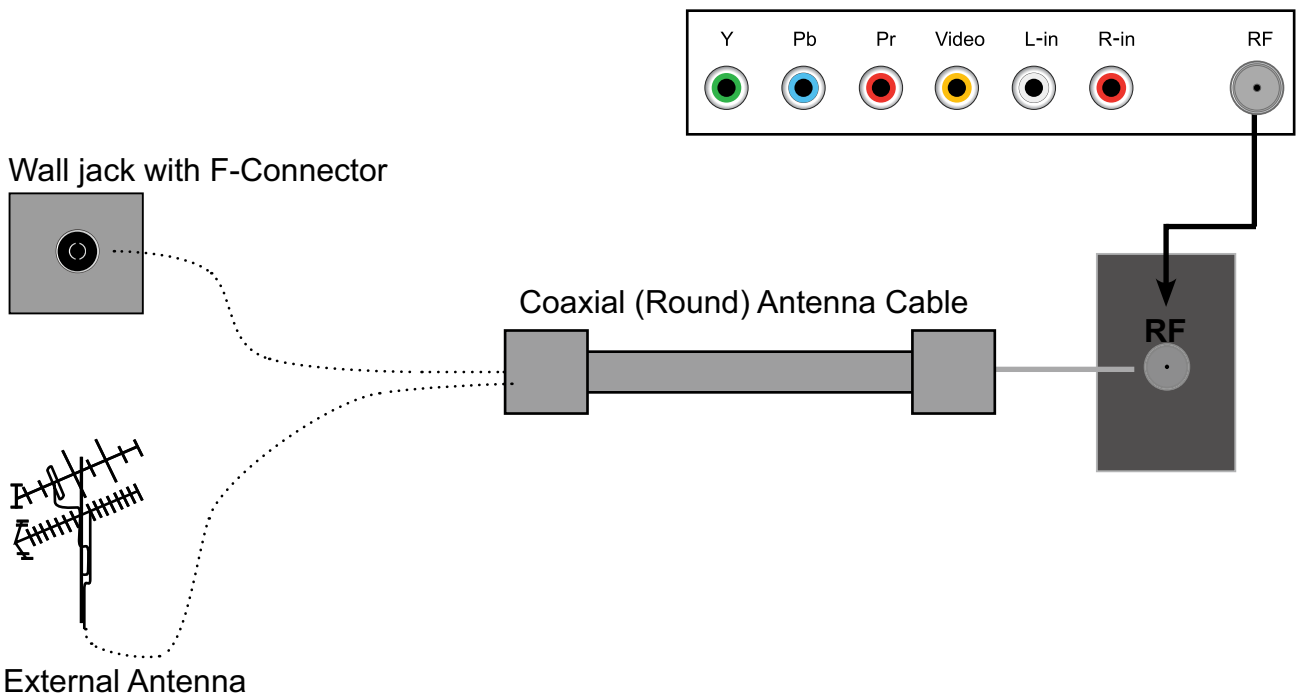 Y Pb Pr Video L-in R-in RF
Wall jack with F-Connector
Coaxial (Round) Antenna Cable
RF
External Antenna